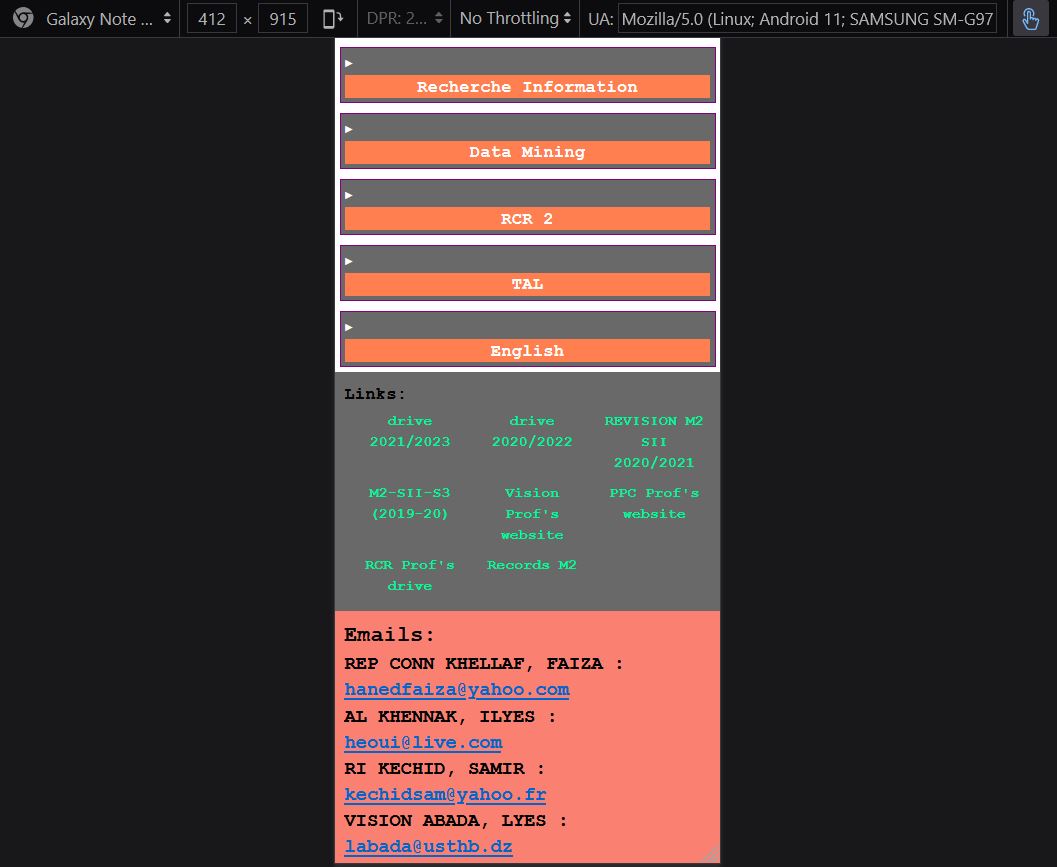 Galaxy Note ... 412 × 915 DPR: 2... No Throttling UA: Mozilla/5.0 (Linux; Android 11; SAMSUNG SM-G97
Recherche Information
Data Mining
RCR 2
TAL
English
Links:
drive 2021/2023
drive 2020/2022
REVISION M2 SII 2020/2021
M2-SII-S3 (2019-20)
Vision Prof's website
PPC Prof's website
RCR Prof's drive
Records M2
Emails:
REP CONN KHELLAF, FAIZA :
hanedfaiza@yahoo.com
AL KHENNAK, ILYES :
heoui@live.com
RI KECHID, SAMIR :
kechidsam@yahoo.fr
VISION ABADA, LYES :
labada@usthb.dz